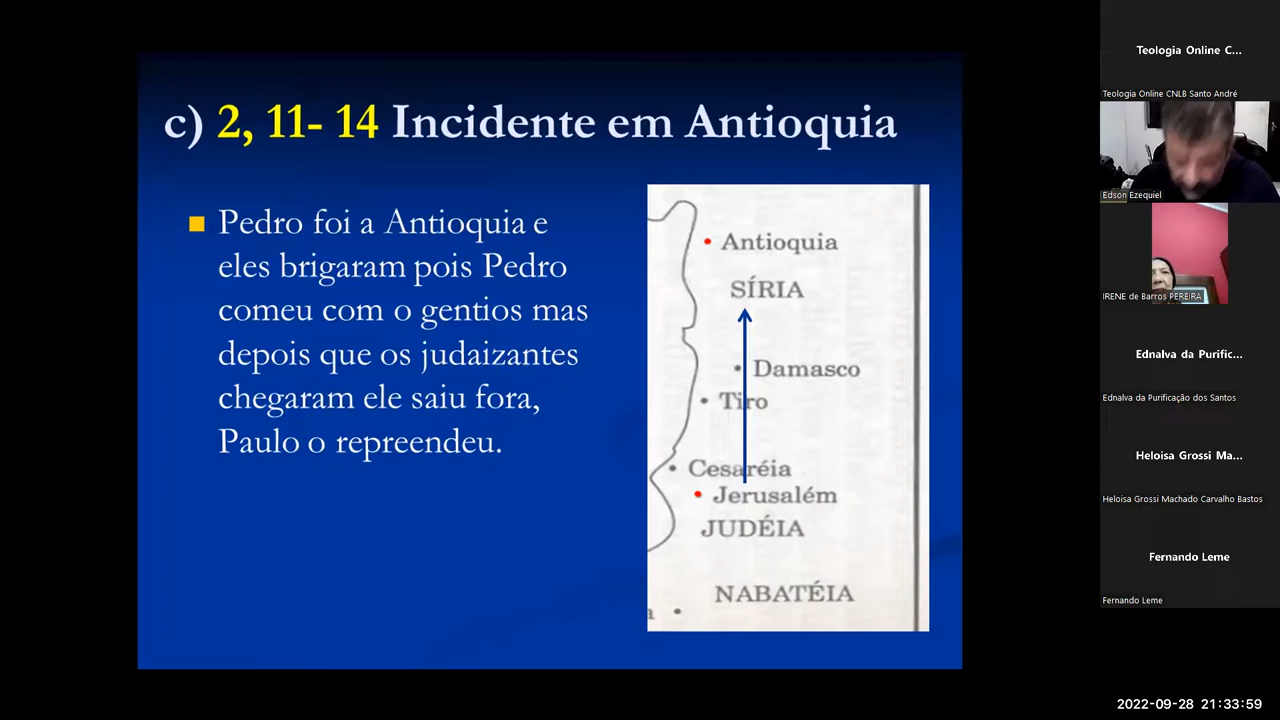 c) 2, 11- 14 Incidente em Antioquia
Pedro foi a Antioquia e
eles brigaram pois Pedro
comeu com o gentios mas
depois que os judaizantes
chegaram ele saiu fora,
Paulo o repreendeu.
Antioquia
SÍRIA
Damasco
Tiro
Cesaréia
Jerusalém
JUDÉIA
NABATÉIA
a
Teologia Online C...
Teologia Online CNLB Santo André
Edson Ezequiel
IRENE de Barros PEREIRA
Ednalva da Purific...
Ednalva da Purificação dos Santos
Heloisa Grossi Ma...
Heloisa Grossi Machado Carvalho Bastos
Fernando Leme
Fernando Leme
2022-09-28 21:33:59